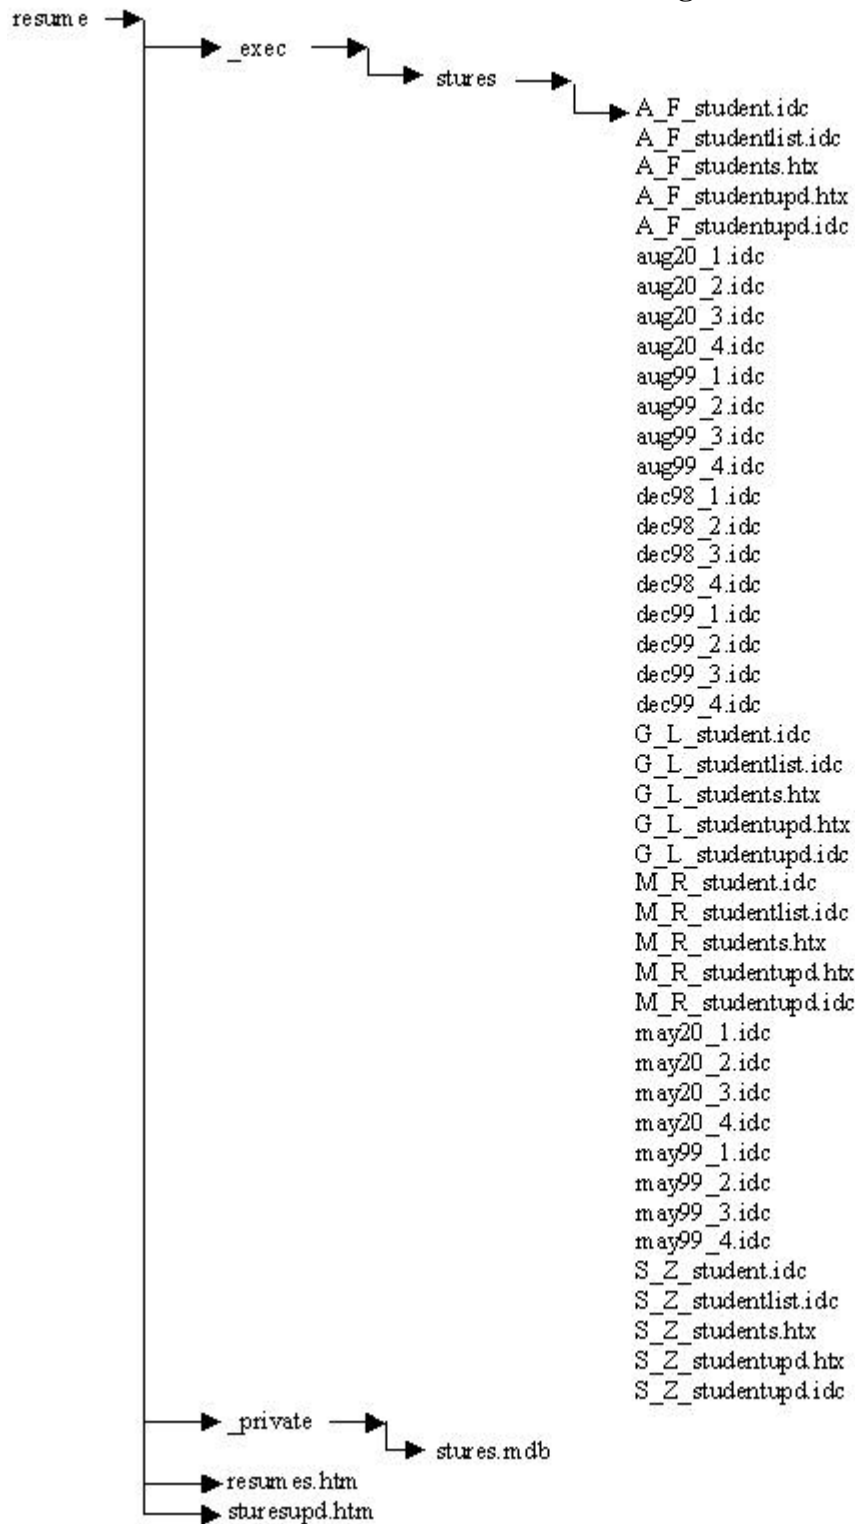 resume
_exec
stures
A_F_student.idc
A_F_studentlist.idc
A_F_students.htx
A_F_studentupd.htx
A_F_studentupd.idc
aug20_1.idc
aug20_2.idc
aug20_3.idc
aug20_4.idc
aug99_1.idc
aug99_2.idc
aug99_3.idc
aug99_4.idc
dec98_1.idc
dec98_2.idc
dec98_3.idc
dec98_4.idc
dec99_1.idc
dec99_2.idc
dec99_3.idc
dec99_4.idc
G_L_student.idc
G_L_studentlist.idc
G_L_students.htx
G_L_studentupd.htx
G_L_studentupd.idc
M_R_student.idc
M_R_studentlist.idc
M_R_students.htx
M_R_studentupd.htx
M_R_studentupd.idc
may20_1.idc
may20_2.idc
may20_3.idc
may20_4.idc
may99_1.idc
may99_2.idc
may99_3.idc
may99_4.idc
S_Z_student.idc
S_Z_studentlist.idc
S_Z_students.htx
S_Z_studentupd.htx
S_Z_studentupd.idc
_private
stures.mdb
resumes.htm
sturesupd.htm